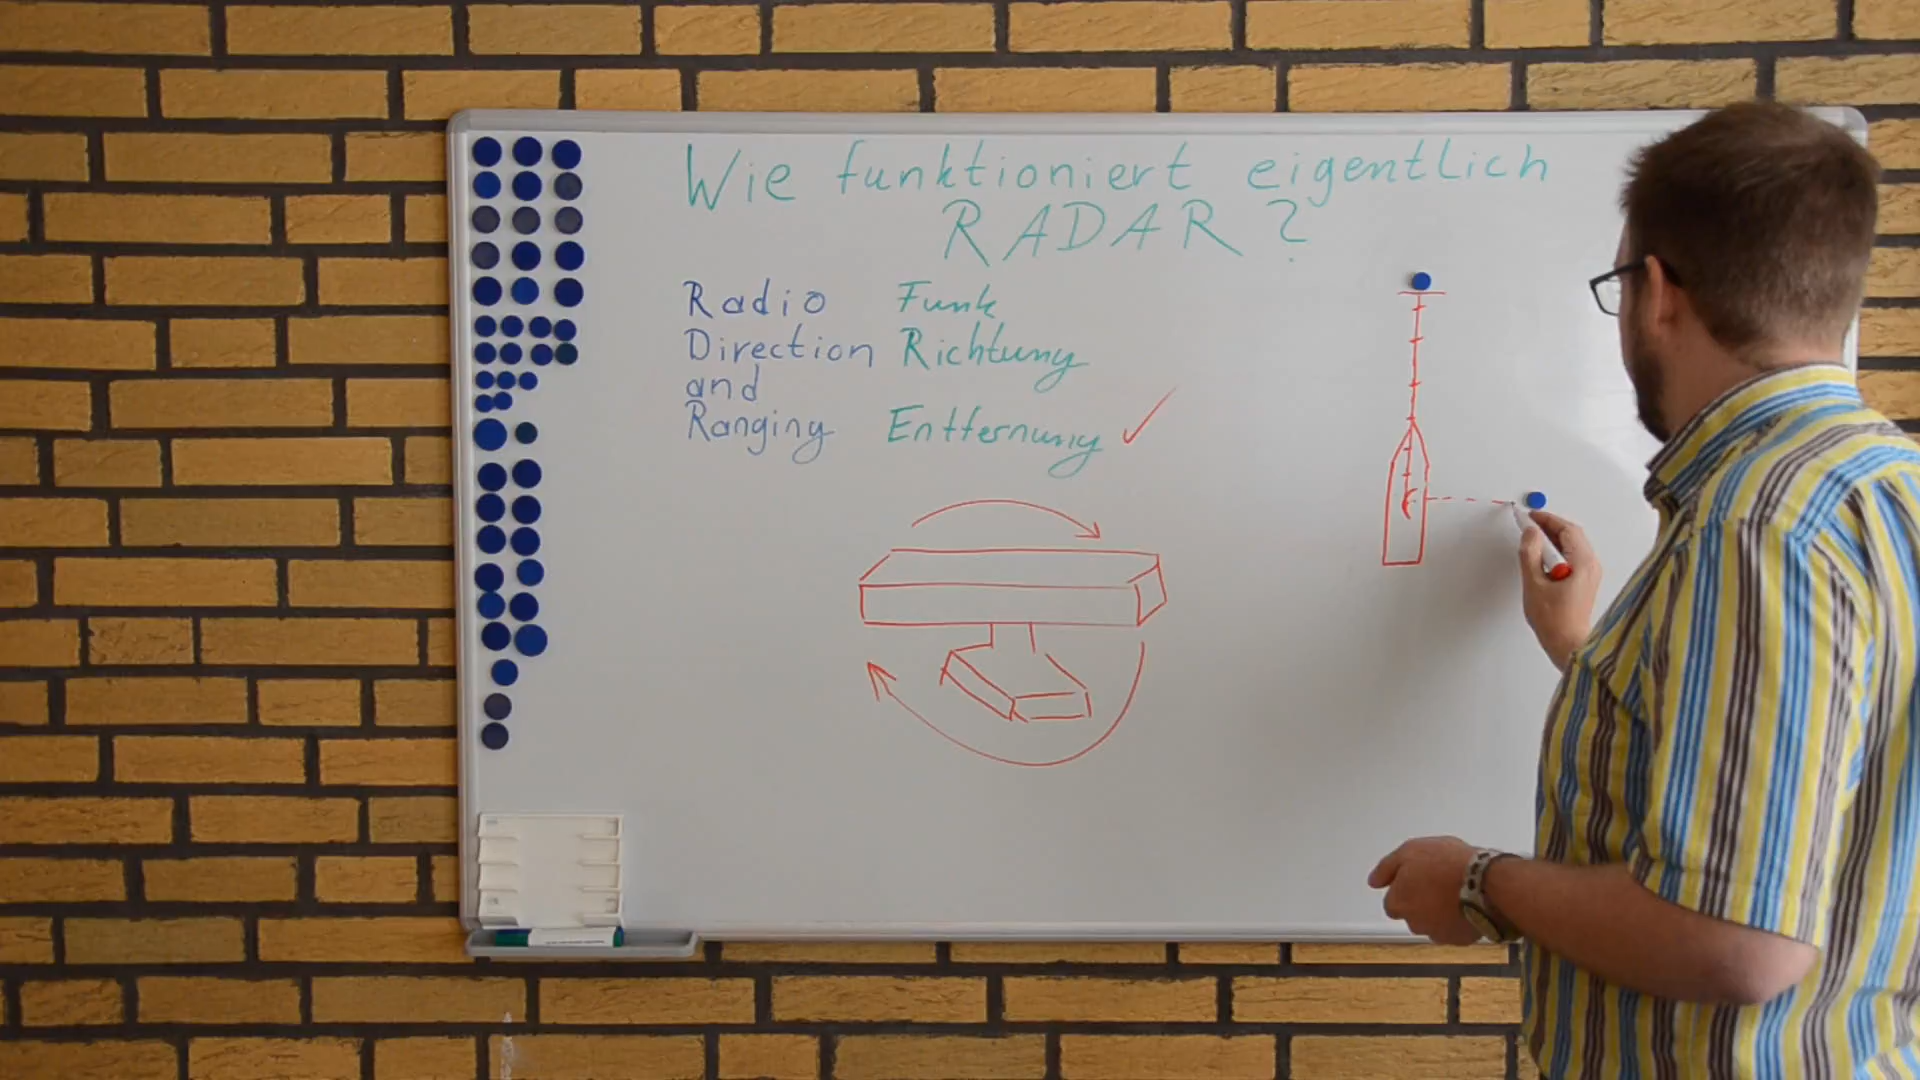 Wie funktioniert eigentlich
RADAR ?
Radio Funk
Direction Richtung
and
Ranging Entfernung